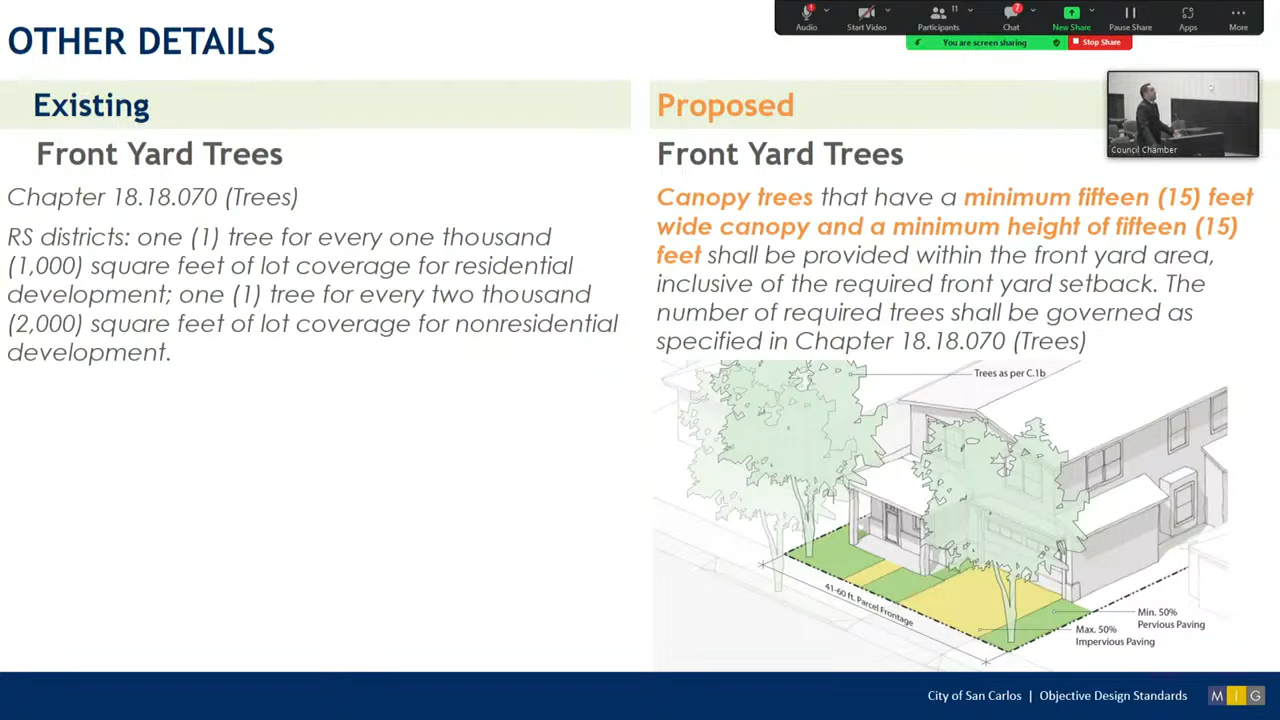 OTHER DETAILS
Audio
Start Video
11
Participants
7
Chat
New Share
Pause Share
Apps
More
You are screen sharing
Stop Share
Existing
Front Yard Trees
Chapter 18.18.070 (Trees)
RS districts: one (1) tree for every one thousand
(1,000) square feet of lot coverage for residential
development; one (1) tree for every two thousand
(2,000) square feet of lot coverage for nonresidential
development.
Proposed
Council Chamber
Front Yard Trees
Canopy trees that have a minimum fifteen (15) feet
wide canopy and a minimum height of fifteen (15)
feet shall be provided within the front yard area,
inclusive of the required front yard setback. The
number of required trees shall be governed as
specified in Chapter 18.18.070 (Trees)
Trees as per C.1b
41-60 ft. Parcel Frontage
Min. 50%
Pervious Paving
Max. 50%
Impervious Paving
City of San Carlos | Objective Design Standards
M I G